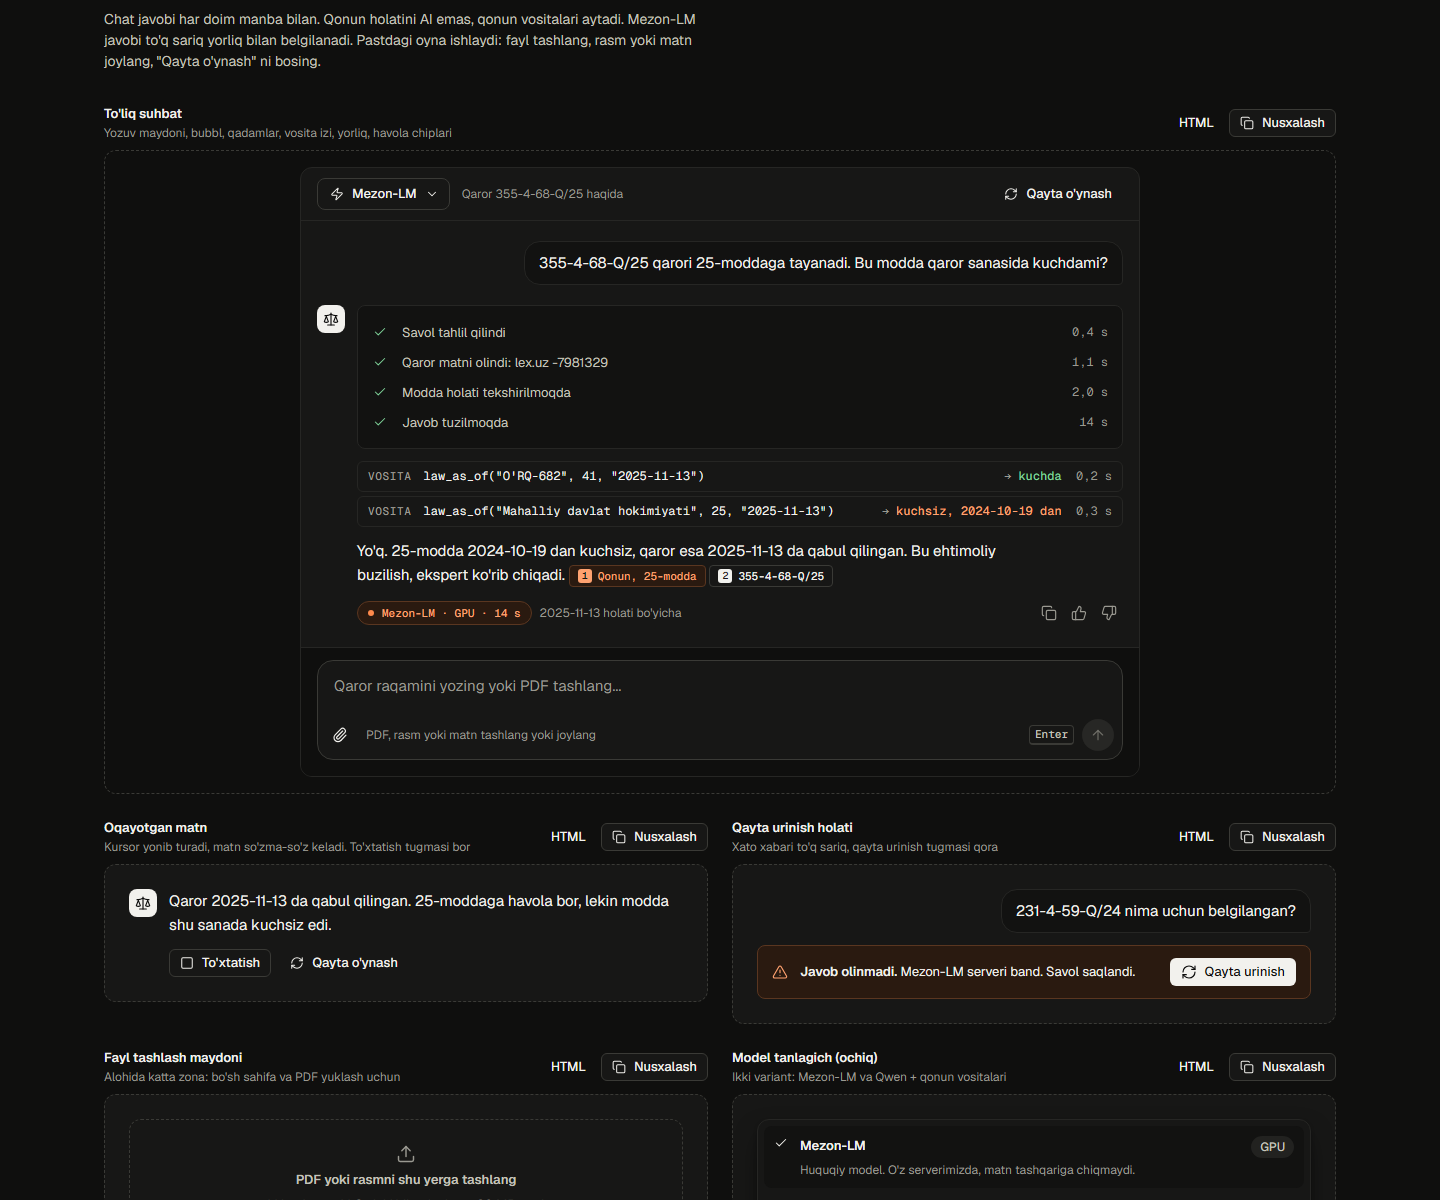 Chat javobi har doim manba bilan. Qonun holatini AI emas, qonun vositalari aytadi. Mezon-LM
javobi to'q sariq yorliq bilan belgilanadi. Pastdagi oyna ishlaydi: fayl tashlang, rasm yoki matn
joylang, "Qayta o'ynash" ni bosing.
To'liq suhbat
Yozuv maydoni, bubbl, qadamlar, vosita izi, yorliq, havola chiplari
HTML Nusxalash
Mezon-LM Qaror 355-4-68-Q/25 haqida Qayta o'ynash
355-4-68-Q/25 qarori 25-moddaga tayanadi. Bu modda qaror sanasida kuchdami?
Savol tahlil qilindi 0,4 s
Qaror matni olindi: lex.uz -7981329 1,1 s
Modda holati tekshirilmoqda 2,0 s
Javob tuzilmoqda 14 s
VOSITA law_as_of("O'RQ-682", 41, "2025-11-13") → kuchda 0,2 s
VOSITA law_as_of("Mahalliy davlat hokimiyati", 25, "2025-11-13") → kuchsiz, 2024-10-19 dan 0,3 s
Yo'q. 25-modda 2024-10-19 dan kuchsiz, qaror esa 2025-11-13 da qabul qilingan. Bu ehtimoliy
buzilish, ekspert ko'rib chiqadi. 1 Qonun, 25-modda 2 355-4-68-Q/25
Mezon-LM · GPU · 14 s 2025-11-13 holati bo'yicha
Qaror raqamini yozing yoki PDF tashlang...
PDF, rasm yoki matn tashlang yoki joylang Enter
Oqayotgan matn
Kursor yonib turadi, matn so'zma-so'z keladi. To'xtatish tugmasi bor
HTML Nusxalash
Qaror 2025-11-13 da qabul qilingan. 25-moddaga havola bor, lekin modda
shu sanada kuchsiz edi.
To'xtatish Qayta o'ynash
Qayta urinish holati
Xato xabari to'q sariq, qayta urinish tugmasi qora
HTML Nusxalash
231-4-59-Q/24 nima uchun belgilangan?
Javob olinmadi. Mezon-LM serveri band. Savol saqlandi. Qayta urinish
Fayl tashlash maydoni
Alohida katta zona: bo'sh sahifa va PDF yuklash uchun
HTML Nusxalash
PDF yoki rasmni shu yerga tashlang
Model tanlagich (ochiq)
Ikki variant: Mezon-LM va Qwen + qonun vositalari
HTML Nusxalash
Mezon-LM GPU
Huquqiy model. O'z serverimizda, matn tashqariga chiqmaydi.